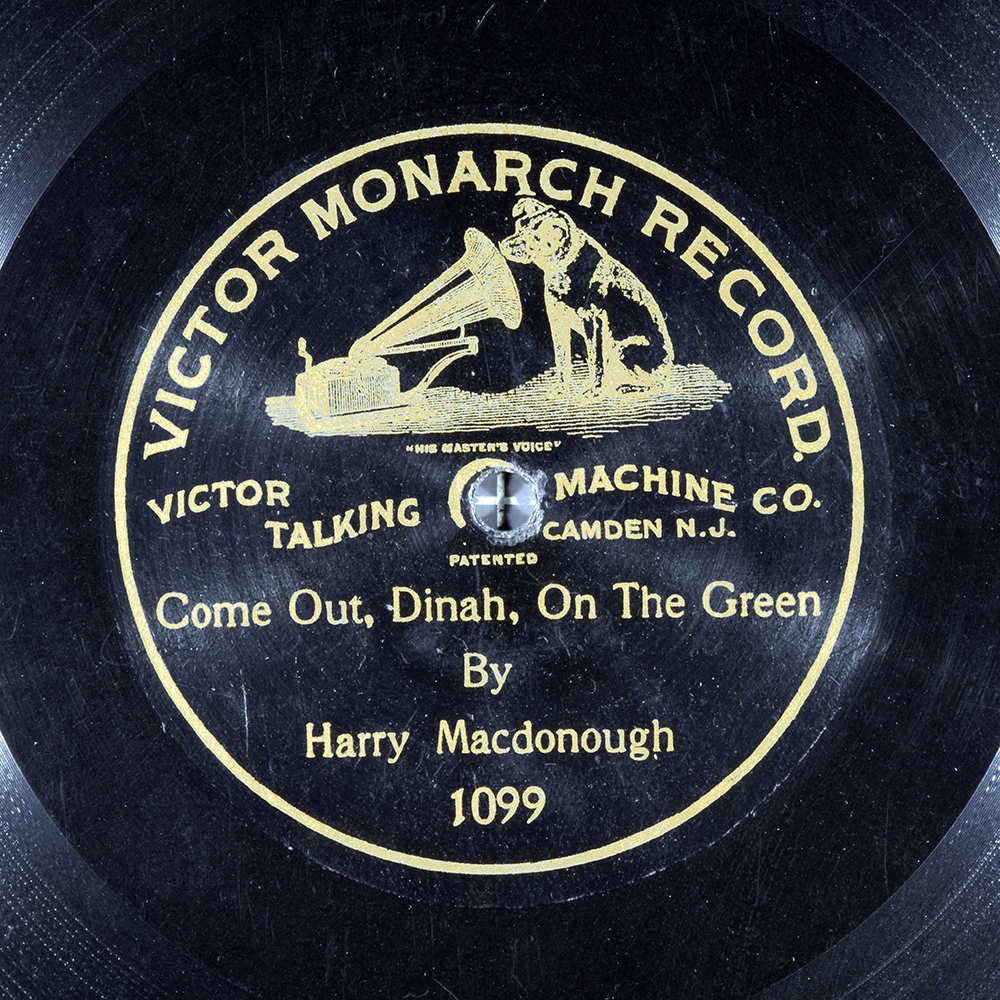 VICTOR MONARCH RECORD.
"HIS MASTER'S VOICE"
VICTOR TALKING MACHINE CO.
CAMDEN N.J.
PATENTED
Come Out, Dinah, On The Green
By
Harry Macdonough
1099